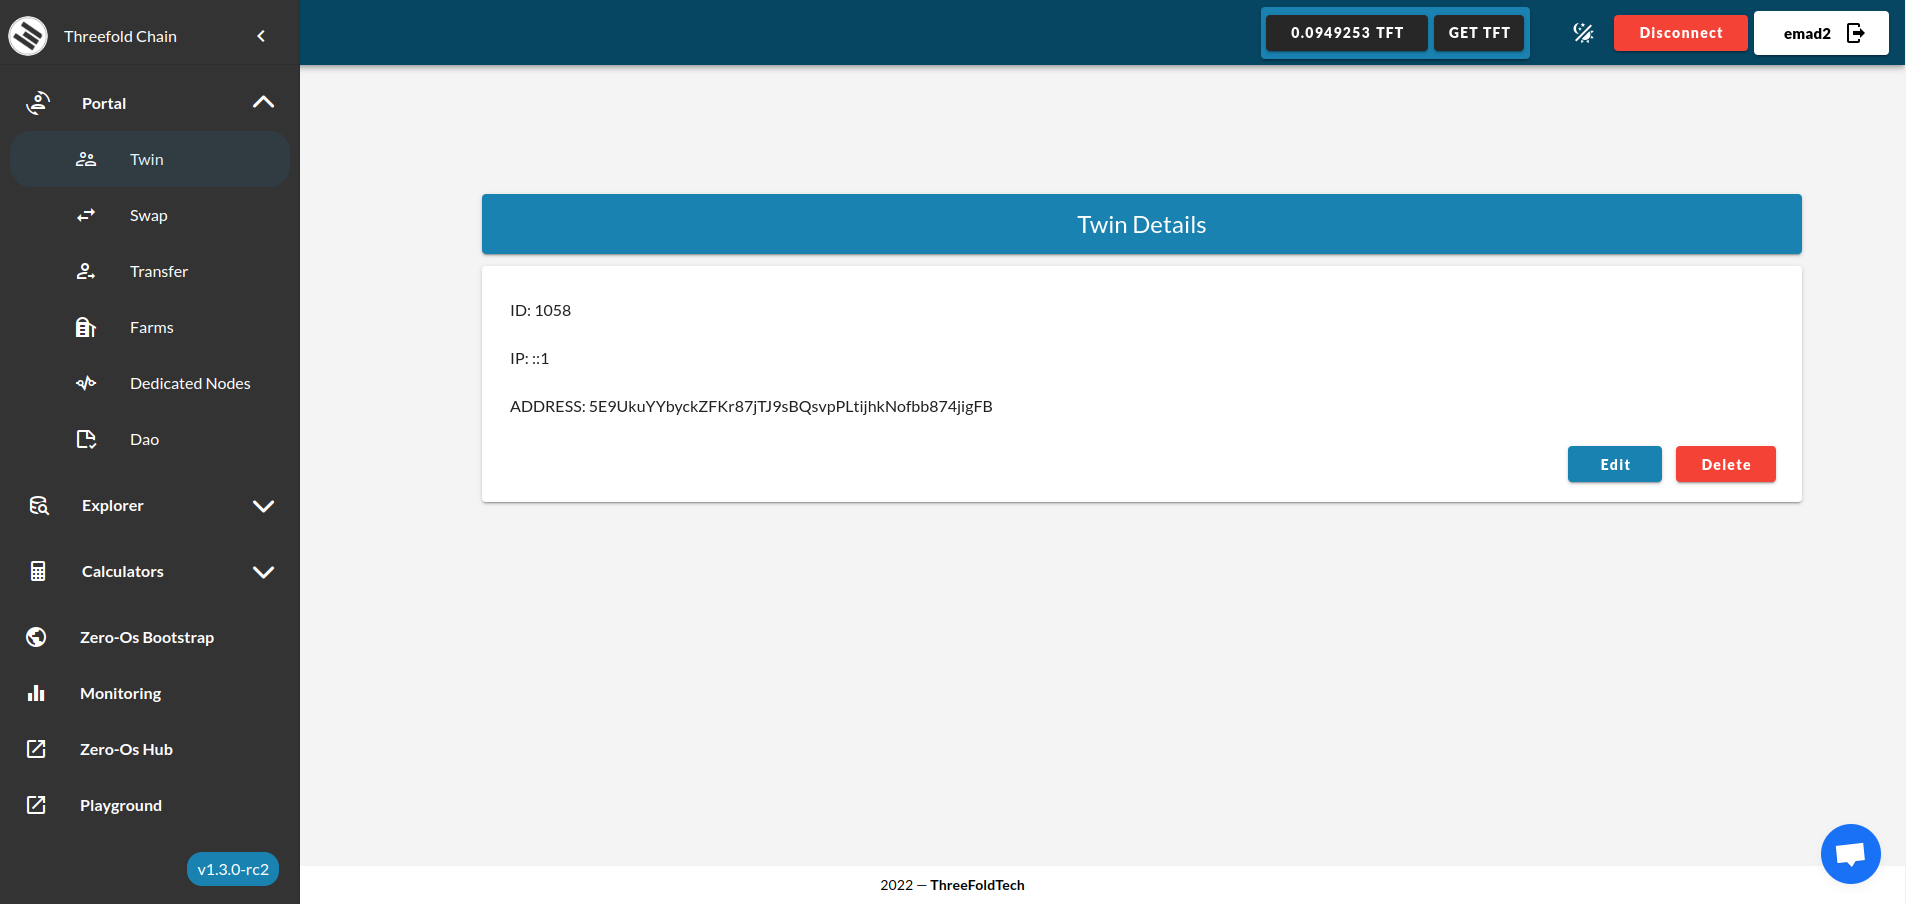 Threefold Chain
0.0949253 TFT
GET TFT
Disconnect
emad2
Portal
Twin
Swap
Transfer
Farms
Dedicated Nodes
Dao
Explorer
Calculators
Zero-Os Bootstrap
Monitoring
Zero-Os Hub
Playground
v1.3.0-rc2
Twin Details
ID: 1058
IP: ::1
ADDRESS: 5E9UkuYYbyckZFKr87jTJ9sBQsvpPLtijhkNofbb874jigFB
Edit
Delete
2022 — ThreeFoldTech